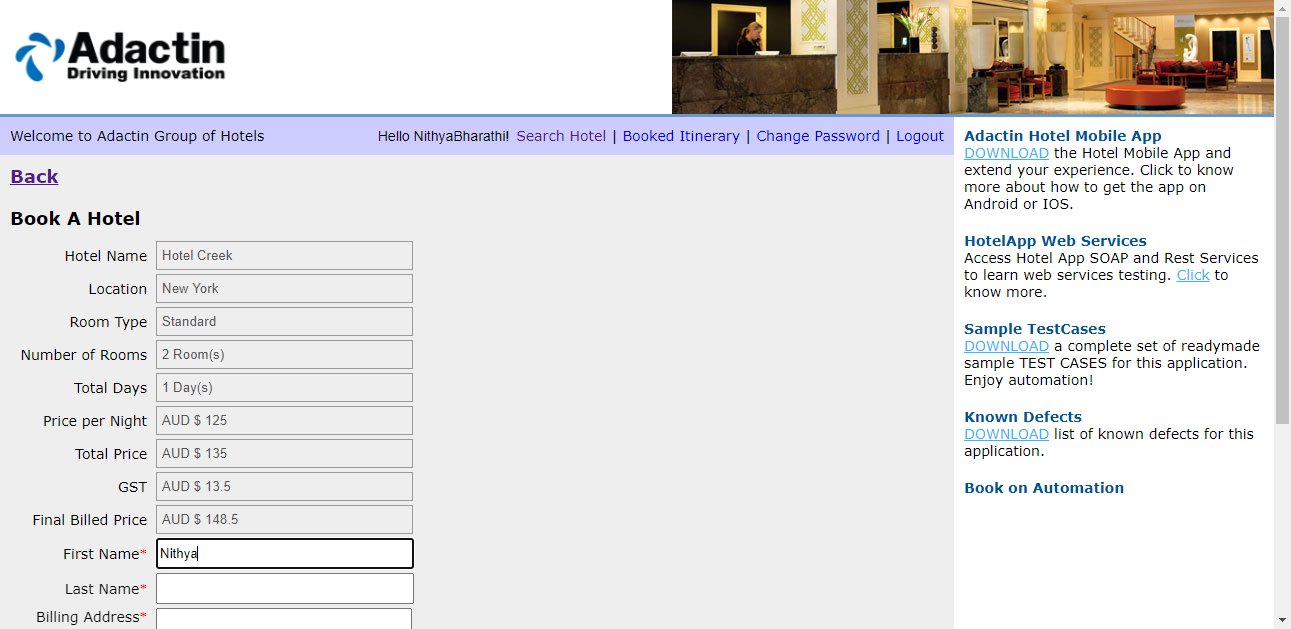 Adactin
Driving Innovation
Welcome to Adactin Group of Hotels
Hello NithyaBharathi! Search Hotel | Booked Itinerary | Change Password | Logout
Back
Book A Hotel
Hotel Name Hotel Creek
Location New York
Room Type Standard
Number of Rooms 2 Room(s)
Total Days 1 Day(s)
Price per Night AUD $ 125
Total Price AUD $ 135
GST AUD $ 13.5
Final Billed Price AUD $ 148.5
First Name* Nithya
Last Name*
Billing Address*
Adactin Hotel Mobile App
DOWNLOAD the Hotel Mobile App and
extend your experience. Click to know
more about how to get the app on
Android or IOS.
HotelApp Web Services
Access Hotel App SOAP and Rest Services
to learn web services testing. Click to
know more.
Sample TestCases
DOWNLOAD a complete set of readymade
sample TEST CASES for this application.
Enjoy automation!
Known Defects
DOWNLOAD list of known defects for this
application.
Book on Automation